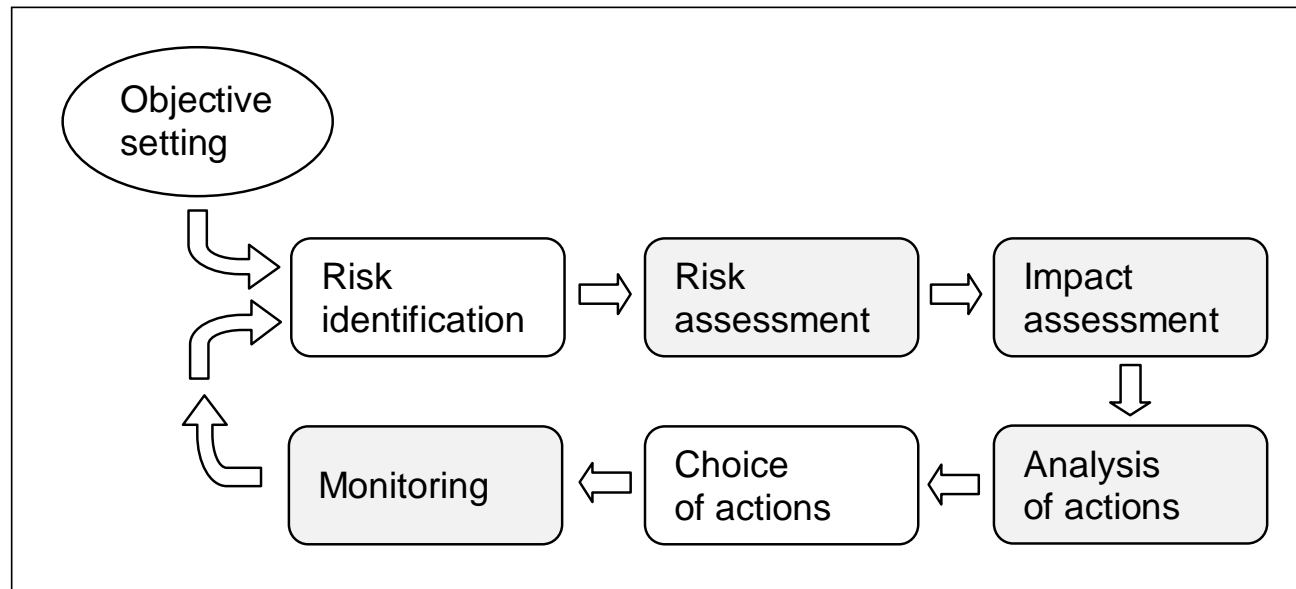 Objective
setting
Risk
identification
Risk
assessment
Impact
assessment
Analysis
of actions
Choice
of actions
Monitoring